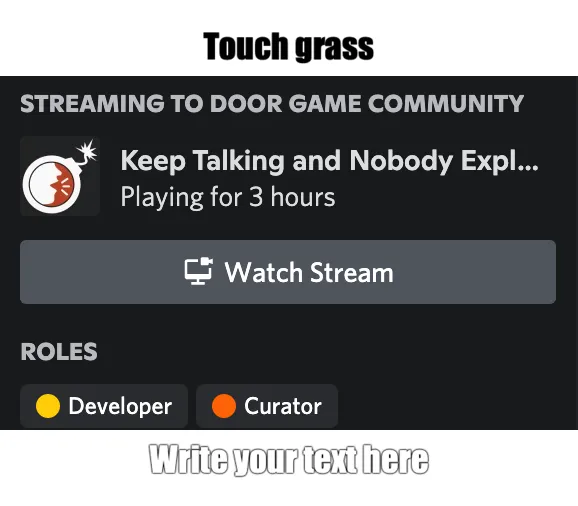 Touch grass
STREAMING TO DOOR GAME COMMUNITY
Keep Talking and Nobody Expl...
Playing for 3 hours
Watch Stream
ROLES
Developer
Curator
Write your text here